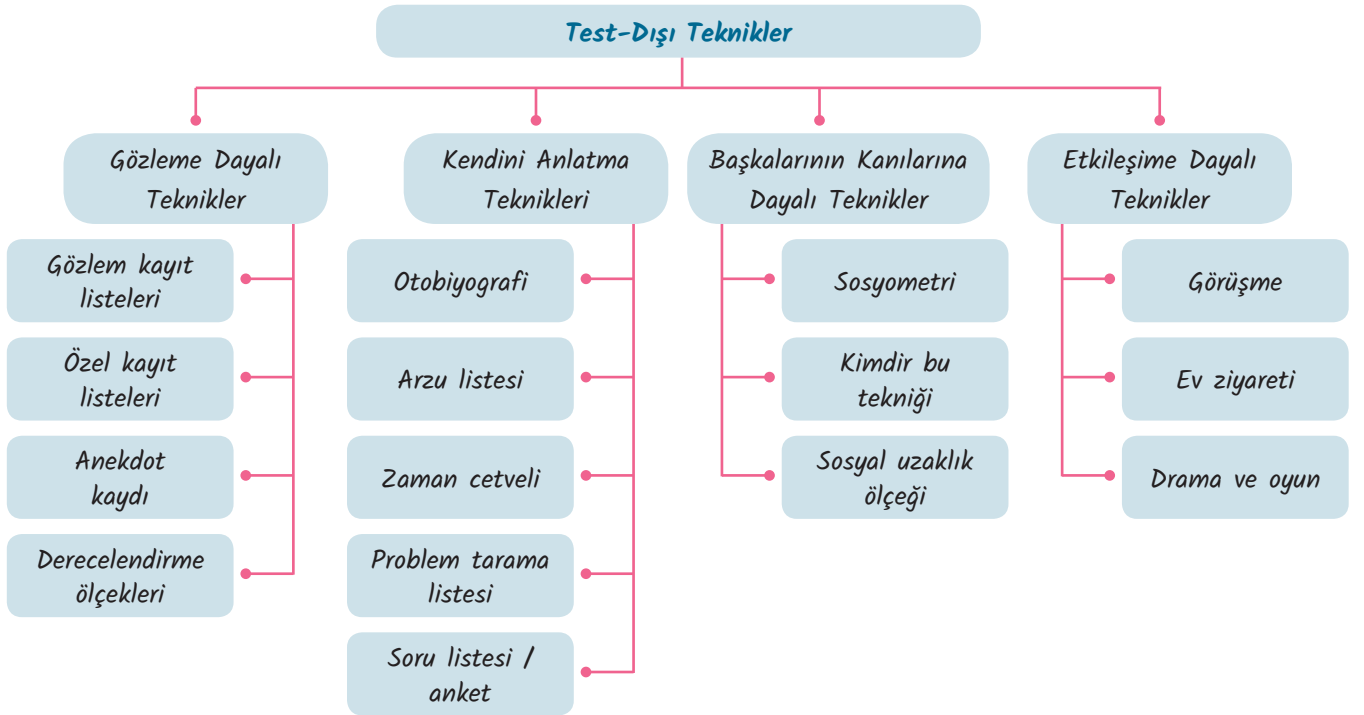 Test-Dışı Teknikler
Gözleme Dayalı
Teknikler
Gözlem kayıt
listeleri
Özel kayıt
listeleri
Anekdot
kaydı
Derecelendirme
ölçekleri
Kendini Anlatma
Teknikleri
Otobiyografi
Arzu listesi
Zaman cetveli
Problem tarama
listesi
Soru listesi /
anket
Başkalarının Kanılarına
Dayalı Teknikler
Sosyometri
Kimdir bu
tekniği
Sosyal uzaklık
ölçeği
Etkileşime Dayalı
Teknikler
Görüşme
Ev ziyareti
Drama ve oyun